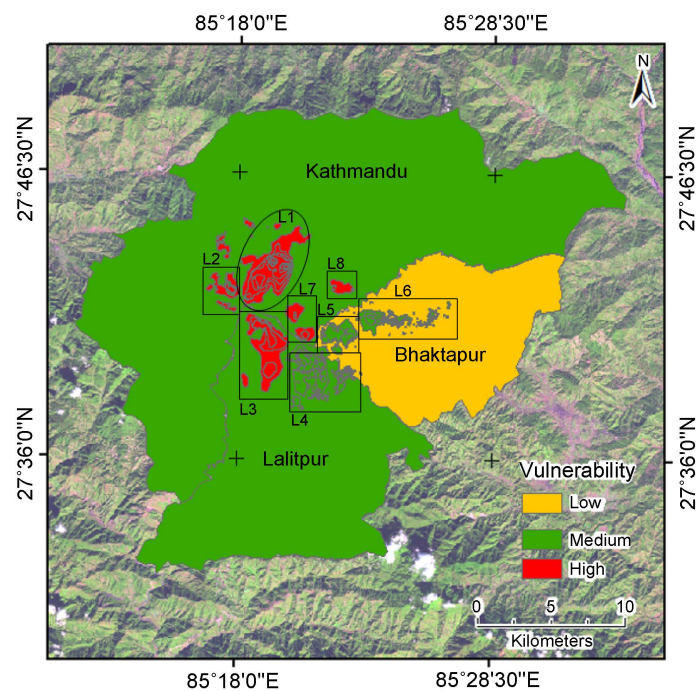 85°18'0"E
85°28'30"E
N
27°46'30"N
27°46'30"N
Kathmandu
L1
L2
L8
L7
L6
L5
Bhaktapur
L3
L4
27°36'0"N
27°36'0"N
Lalitpur
Vulnerability
Low
Medium
High
0 5 10
Kilometers
85°18'0"E
85°28'30"E